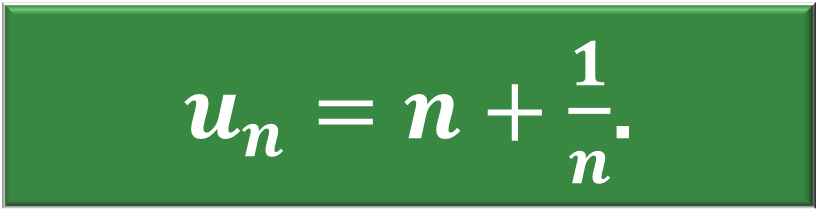 uₙ = n + 1/n.